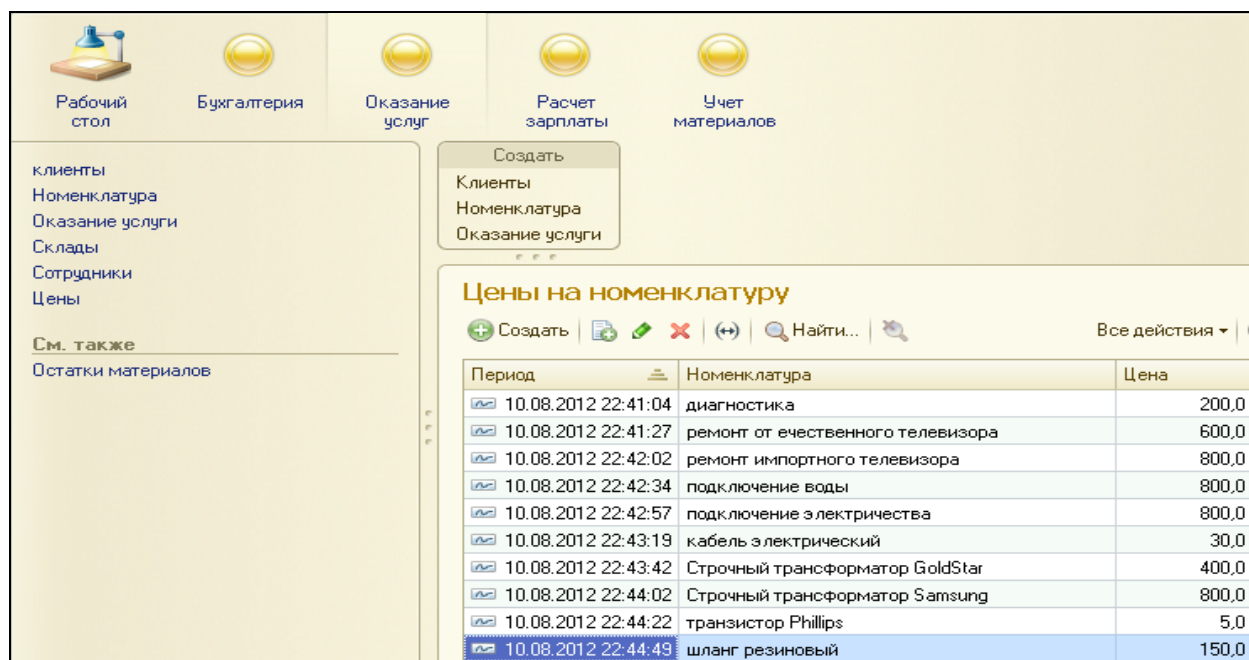 Рабочий
стол
Бухгалтерия
Оказание
услуг
Расчет
зарплаты
Учет
материалов
клиенты
Номенклатура
Оказание услуги
Склады
Сотрудники
Цены
См. также
Остатки материалов
Создать
Клиенты
Номенклатура
Оказание услуги
Цены на номенклатуру
Создать Найти... Все действия
Период Номенклатура Цена
10.08.2012 22:41:04 диагностика 200,0
10.08.2012 22:41:27 ремонт от ечественного телевизора 600,0
10.08.2012 22:42:02 ремонт импортного телевизора 800,0
10.08.2012 22:42:34 подключение воды 800,0
10.08.2012 22:42:57 подключение электричества 800,0
10.08.2012 22:43:19 кабель электрический 30,0
10.08.2012 22:43:42 Строчный трансформатор GoldStar 400,0
10.08.2012 22:44:02 Строчный трансформатор Samsung 800,0
10.08.2012 22:44:22 транзистор Phillips 5,0
10.08.2012 22:44:49 шланг резиновый 150,0